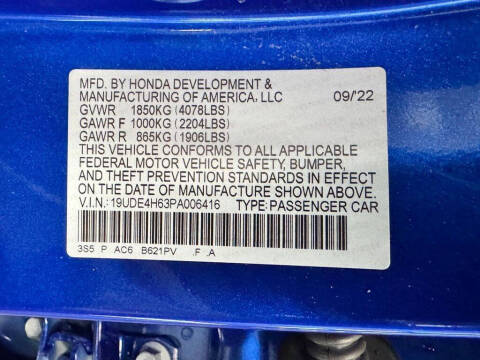 MFD. BY HONDA DEVELOPMENT &
MANUFACTURING OF AMERICA, LLC 09/22
GVWR 1850KG (4078LBS)
GAWR F 1000KG (2204LBS)
GAWR R 865KG (1906LBS)
THIS VEHICLE CONFORMS TO ALL APPLICABLE
FEDERAL MOTOR VEHICLE SAFETY, BUMPER,
AND THEFT PREVENTION STANDARDS IN EFFECT
ON THE DATE OF MANUFACTURE SHOWN ABOVE.
V.I.N.: 19UDE4H63PA006416 TYPE: PASSENGER CAR
3S5 P AC6 B621PV .F .A